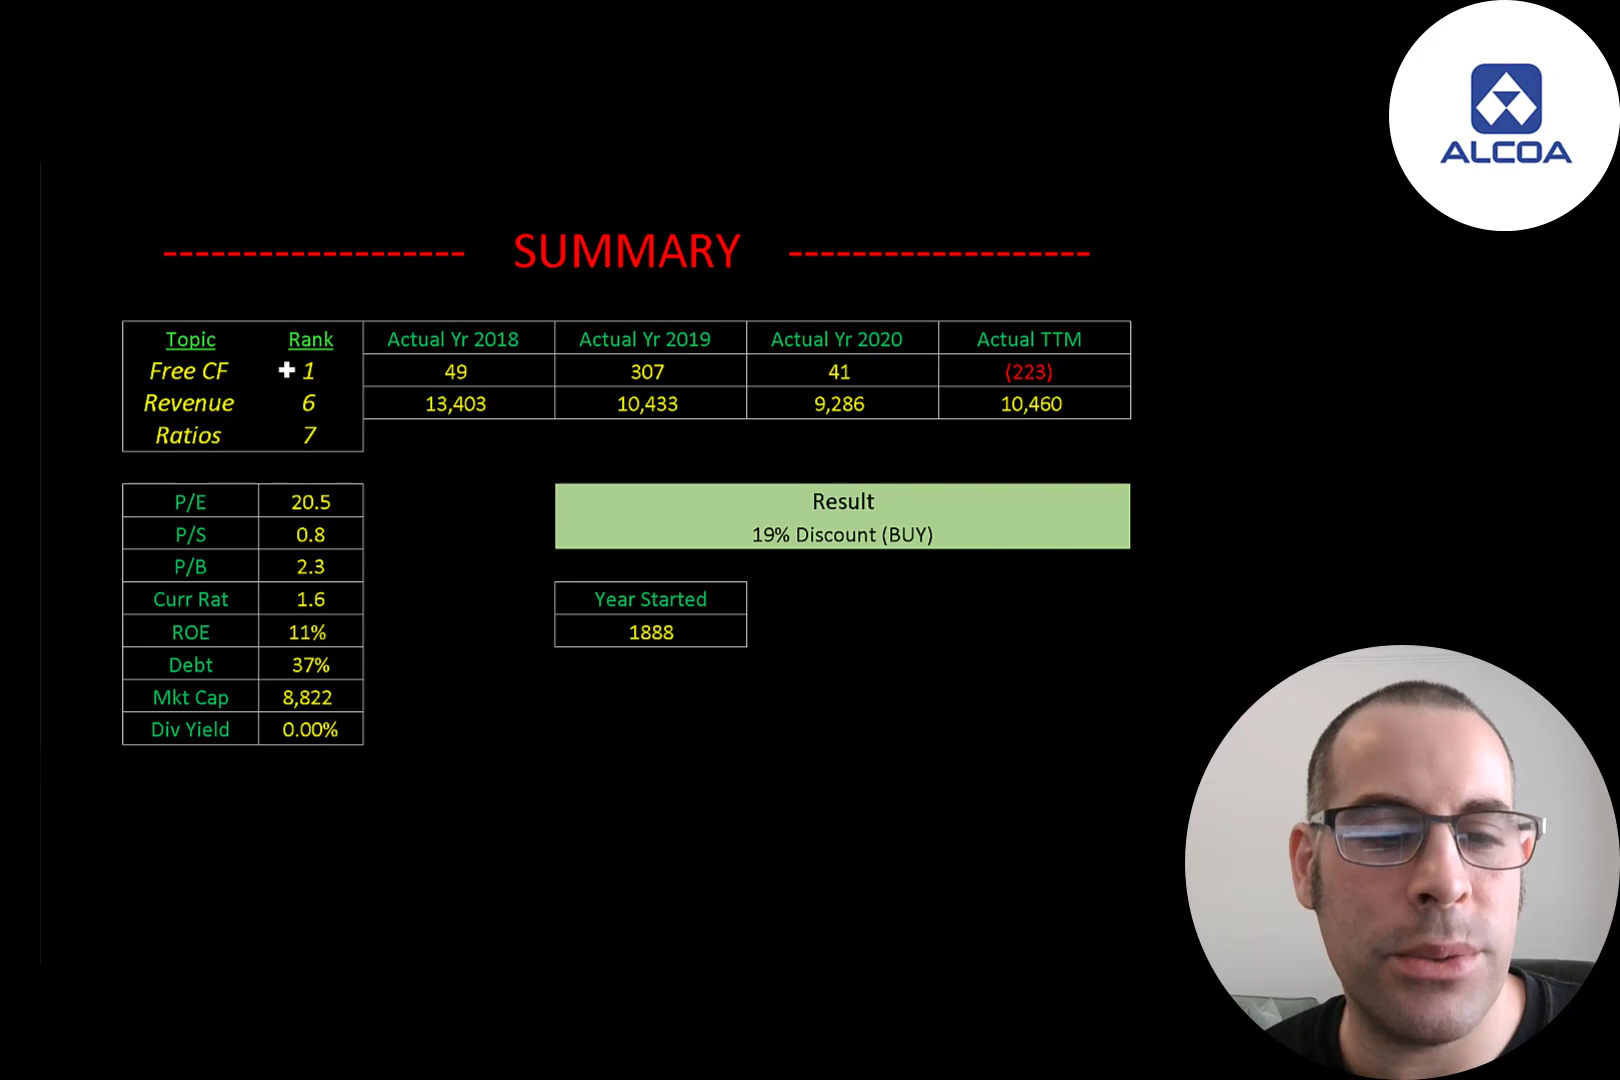 ALCOA
------------------- SUMMARY -------------------
Topic Rank Actual Yr 2018 Actual Yr 2019 Actual Yr 2020 Actual TTM
Free CF 1 49 307 41 (223)
Revenue 6 13,403 10,433 9,286 10,460
Ratios 7
P/E 20.5
P/S 0.8
P/B 2.3
Curr Rat 1.6
ROE 11%
Debt 37%
Mkt Cap 8,822
Div Yield 0.00%
Result
19% Discount (BUY)
Year Started
1888